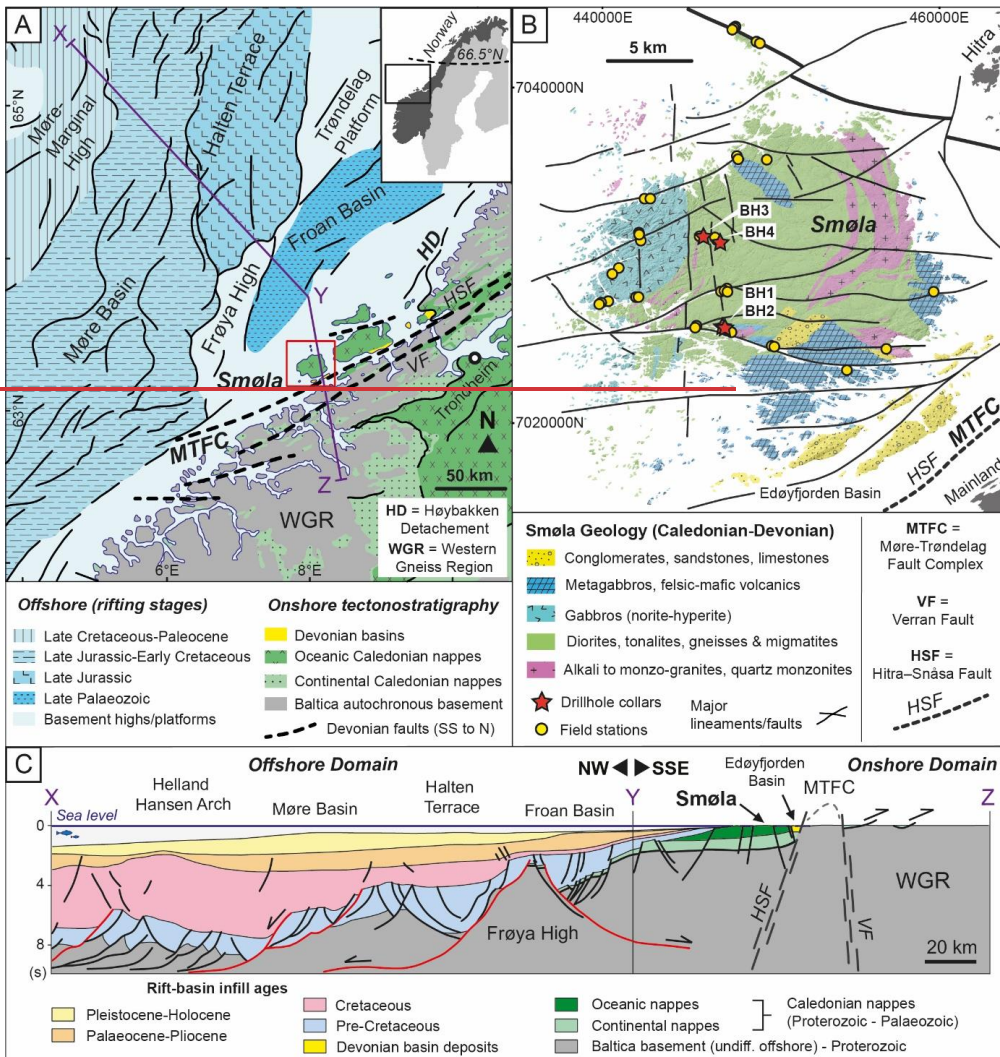 A
X
Norway
66.5°N
65°N
Møre-
Marginal
High
Halten Terrace
Trøndelag
Platform
Froan Basin
HD
Møre Basin
Frøya High
Y
HSF
VF
Smøla
Trondheim
63°N
MTFC
N
50 km
Z
WGR
HD = Høybakken
Detachement
WGR = Western
Gneiss Region
6°E
8°E
Offshore (rifting stages)
Late Cretaceous-Paleocene
Late Jurassic-Early Cretaceous
Late Jurassic
Late Palaeozoic
Basement highs/platforms
Onshore tectonostratigraphy
Devonian basins
Oceanic Caledonian nappes
Continental Caledonian nappes
Baltica autochronous basement
Devonian faults (SS to N)
B
440000E
460000E
5 km
Hitra
7040000N
BH3
BH4
Smøla
BH1
BH2
7020000N
MTFC
HSF
Mainland
Edøyfjorden Basin
Smøla Geology (Caledonian-Devonian)
Conglomerates, sandstones, limestones
Metagabbros, felsic-mafic volcanics
Gabbros (norite-hyperite)
Diorites, tonalites, gneisses & migmatites
Alkali to monzo-granites, quartz monzonites
Drillhole collars
Field stations
Major
lineaments/faults
MTFC =
Møre-Trøndelag
Fault Complex
VF =
Verran Fault
HSF =
Hitra–Snåsa Fault
HSF
C
Offshore Domain
NW SSE
Edøyfjorden
Basin
Onshore Domain
X
Helland
Hansen Arch
Møre Basin
Halten
Terrace
Froan Basin
Y
Smøla
MTFC
Z
Sea level
0
4
8
(s)
Frøya High
HSF
VF
WGR
20 km
Rift-basin infill ages
Pleistocene-Holocene
Palaeocene-Pliocene
Cretaceous
Pre-Cretaceous
Devonian basin deposits
Oceanic nappes
Continental nappes
Caledonian nappes
(Proterozoic - Palaeozoic)
Baltica basement (undiff. offshore) - Proterozoic